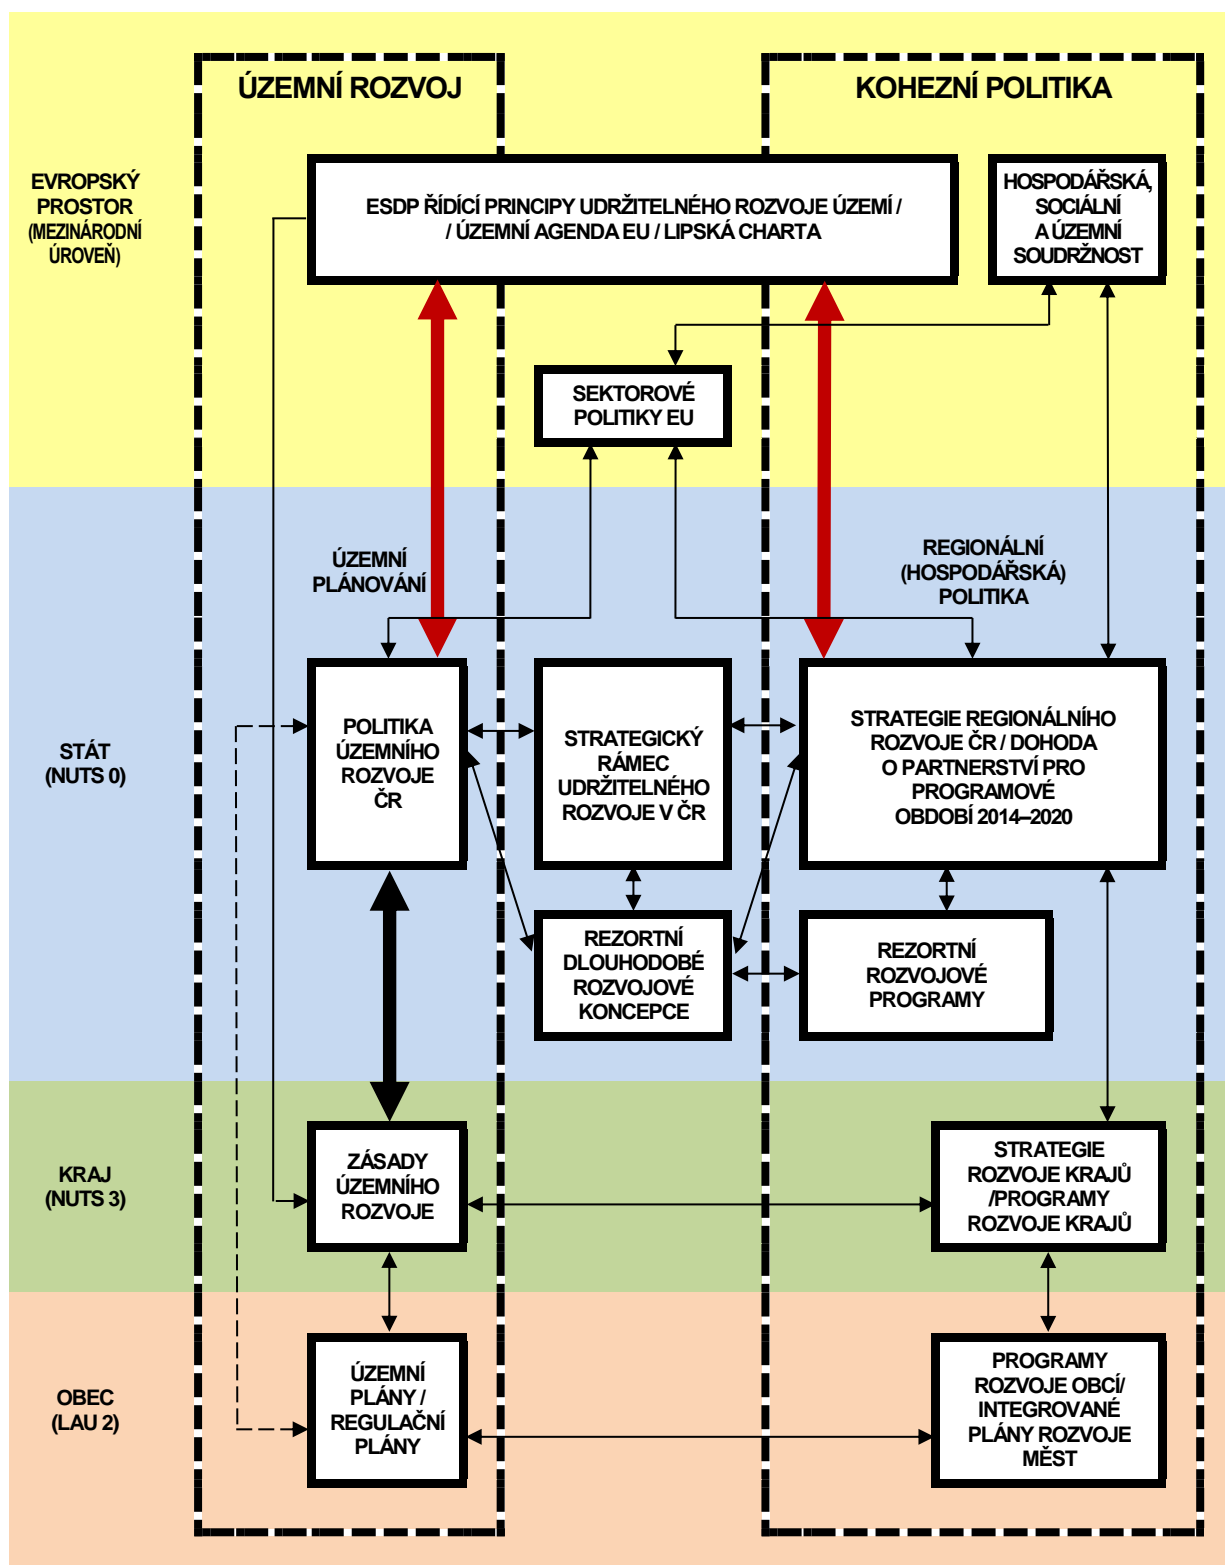 ÚZEMNÍ ROZVOJ
KOHEZNÍ POLITIKA
EVROPSKÝ
PROSTOR
(MEZINÁRODNÍ
ÚROVEŇ)
ESDP ŘÍDÍCÍ PRINCIPY UDRŽITELNÉHO ROZVOJE ÚZEMÍ /
/ ÚZEMNÍ AGENDA EU / LIPSKÁ CHARTA
HOSPODÁŘSKÁ,
SOCIÁLNÍ
A ÚZEMNÍ
SOUDRŽNOST
SEKTOROVÉ
POLITIKY EU
ÚZEMNÍ
PLÁNOVÁNÍ
REGIONÁLNÍ
(HOSPODÁŘSKÁ)
POLITIKA
STÁT
(NUTS 0)
POLITIKA
ÚZEMNÍHO
ROZVOJE
ČR
STRATEGICKÝ
RÁMEC
UDRŽITELNÉHO
ROZVOJE V ČR
STRATEGIE REGIONÁLNÍHO
ROZVOJE ČR / DOHODA
O PARTNERSTVÍ PRO
PROGRAMOVÉ
OBDOBÍ 2014–2020
REZORTNÍ
DLOUHODOBÉ
ROZVOJOVÉ
KONCEPCE
REZORTNÍ
ROZVOJOVÉ
PROGRAMY
KRAJ
(NUTS 3)
ZÁSADY
ÚZEMNÍHO
ROZVOJE
STRATEGIE
ROZVOJE KRAJŮ
/PROGRAMY
ROZVOJE KRAJŮ
OBEC
(LAU 2)
ÚZEMNÍ
PLÁNY /
REGULAČNÍ
PLÁNY
PROGRAMY
ROZVOJE OBCÍ/
INTEGROVANÉ
PLÁNY ROZVOJE
MĚST